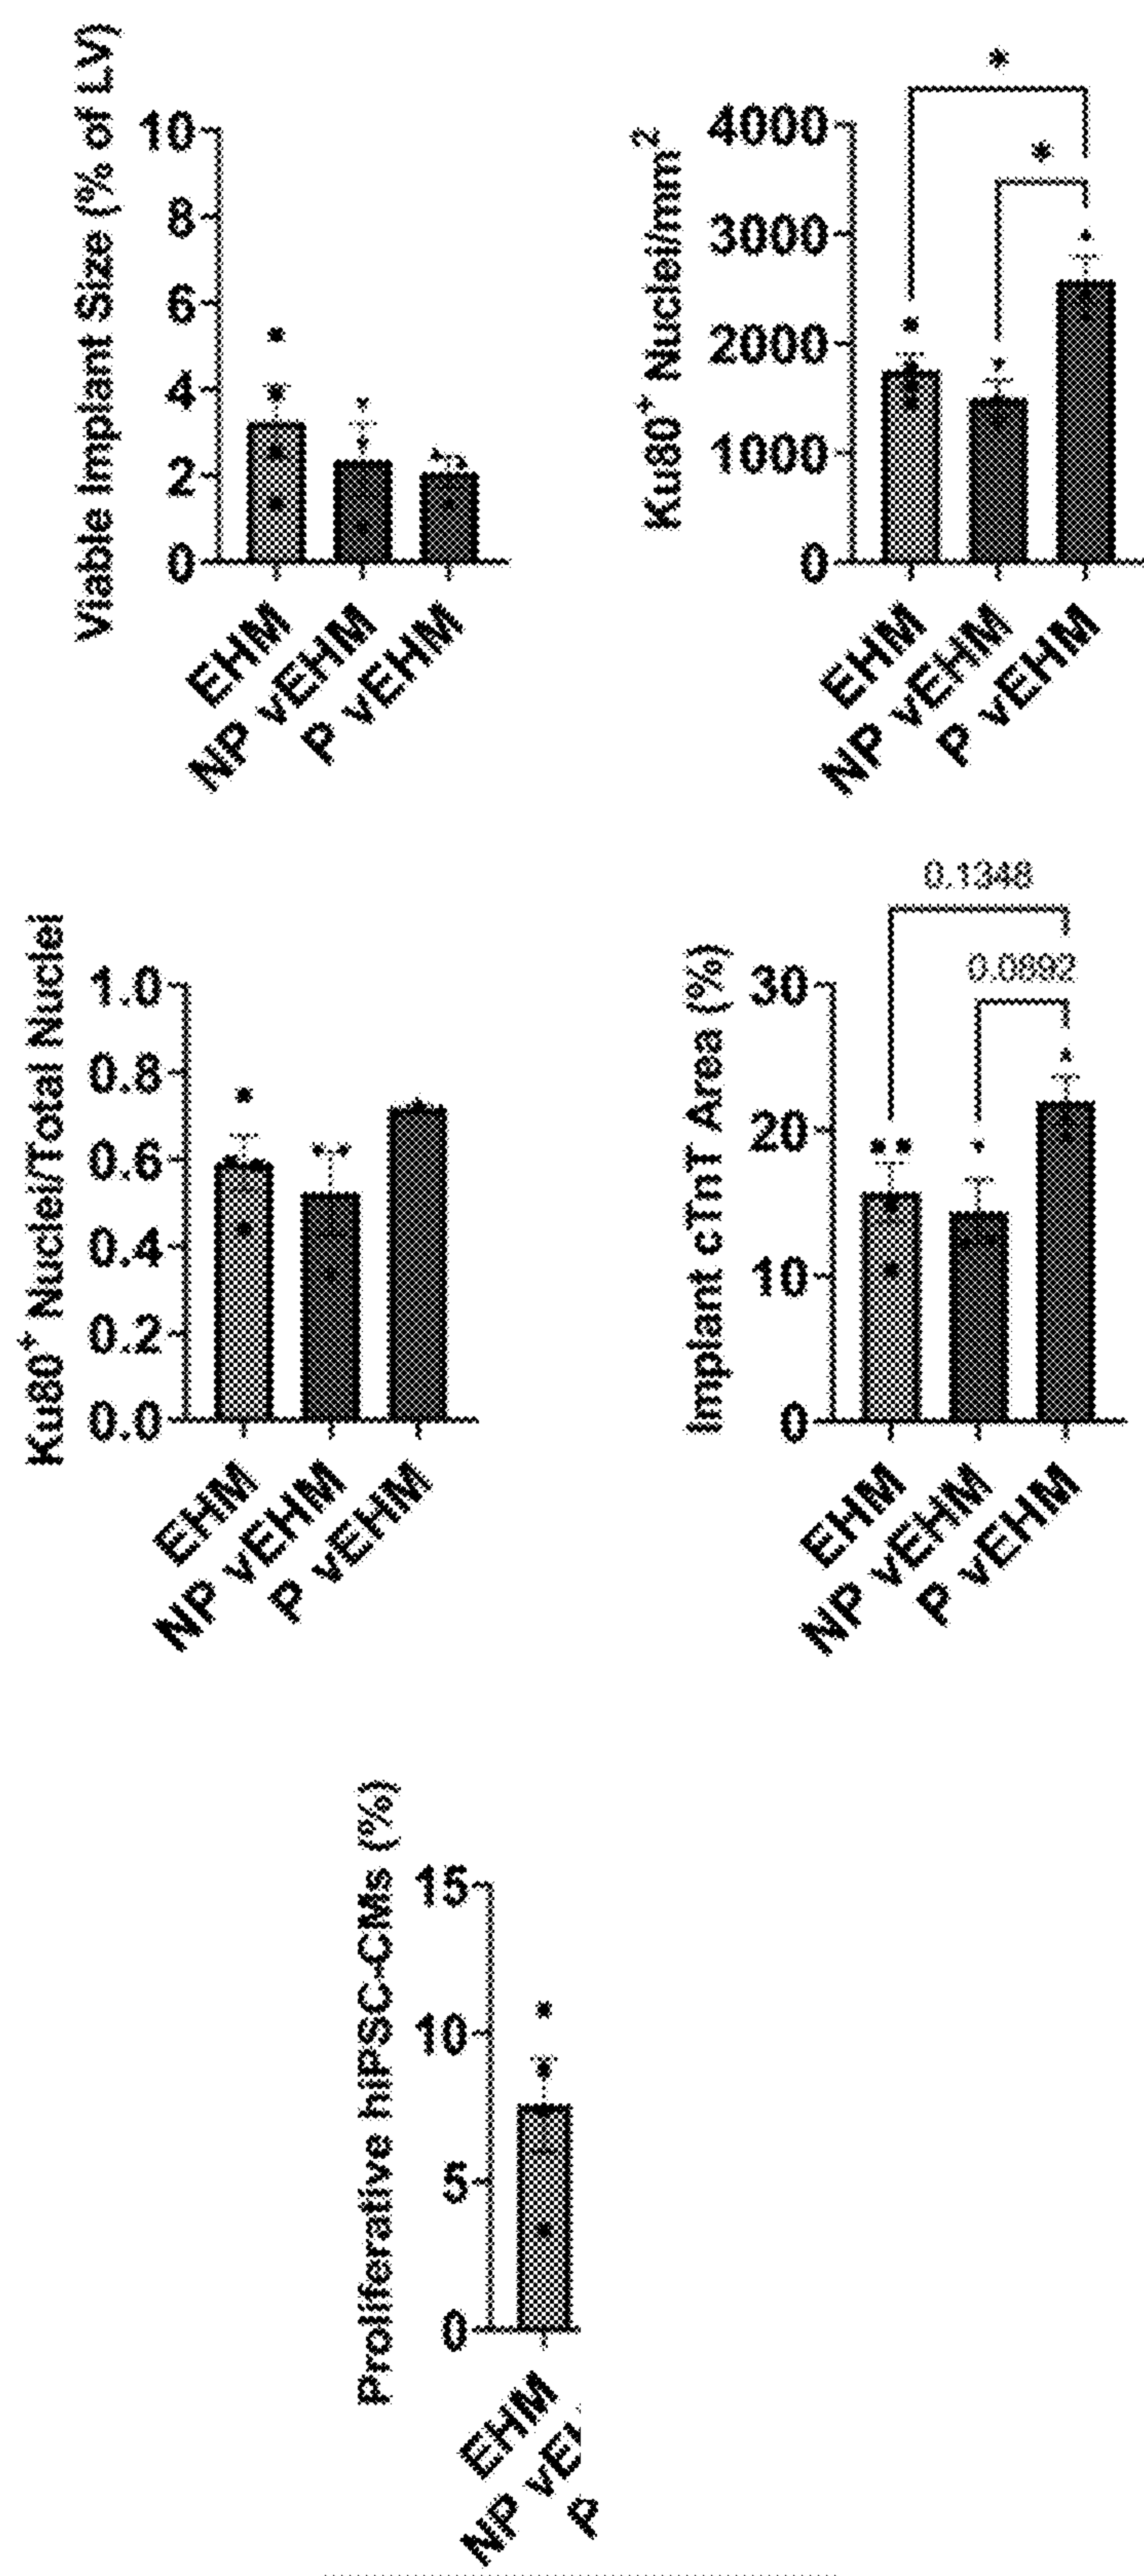 Viable Implant Size (% of LV)
10
8
6
4
2
0
EHM
NP vEHM
P vEHM
Ku80+ Nuclei/mm2
4000
3000
2000
1000
0
*
*
EHM
NP vEHM
P vEHM
Ku80+ Nuclei/Total Nuclei
1.0
0.8
0.6
0.4
0.2
0.0
EHM
NP vEHM
P vEHM
Implant cTnT Area (%)
0.1348
0.0892
30
20
10
0
EHM
NP vEHM
P vEHM
Proliferative hiPSC-CMs (%)
15
10
5
0
EHM
NP vE
P